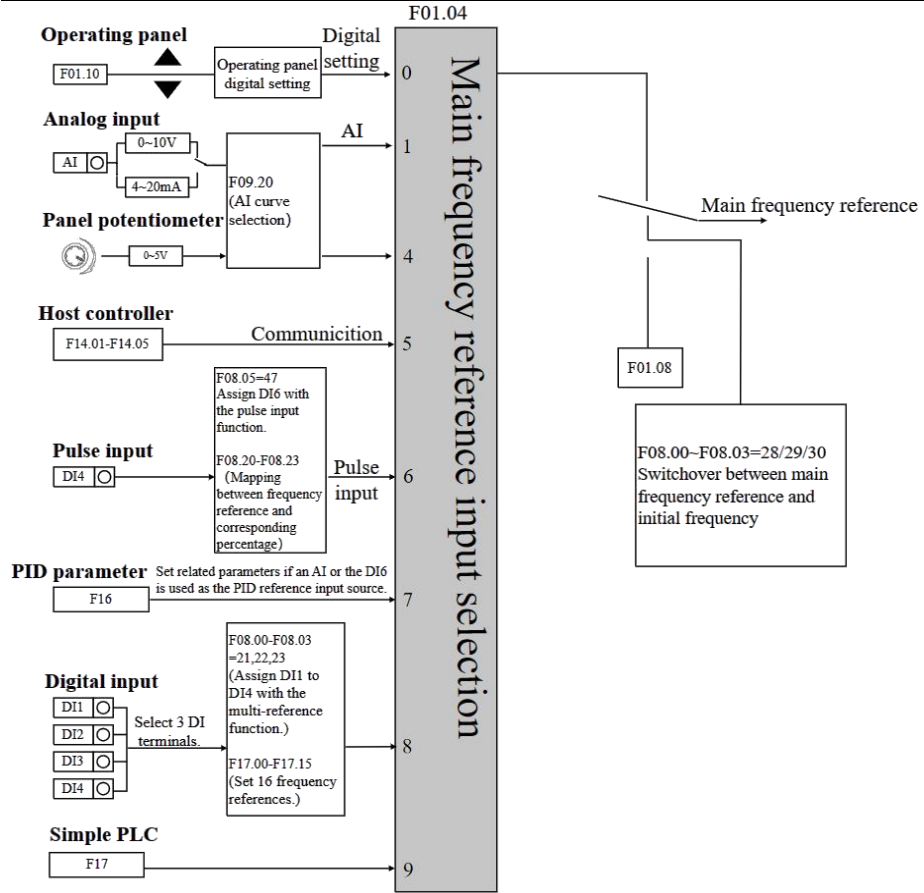 F01.04
Operating panel
F01.10
Operating panel
digital setting
Digital
setting
0
Analog input
0~10V
AI
4~20mA
F09.20
(AI curve
selection)
AI
1
Panel potentiometer
0~5V
4
Host controller
F14.01-F14.05
Communicition
5
F08.05=47
Assign DI6 with
the pulse input
function.
F08.20-F08.23
(Mapping
between frequency
reference and
corresponding
percentage)
Pulse input
DI4
Pulse
input
6
PID parameter
F16
Set related parameters if an AI or the DI6
is used as the PID reference input source.
7
F08.00-F08.03
=21,22,23
(Assign DI1 to
DI4 with the
multi-reference
function.)
F17.00-F17.15
(Set 16 frequency
references.)
Digital input
DI1
DI2
DI3
DI4
Select 3 DI
terminals.
8
Simple PLC
F17
9
Main frequency reference input selection
Main frequency reference
F01.08
F08.00~F08.03=28/29/30
Switchover between main
frequency reference and
initial frequency